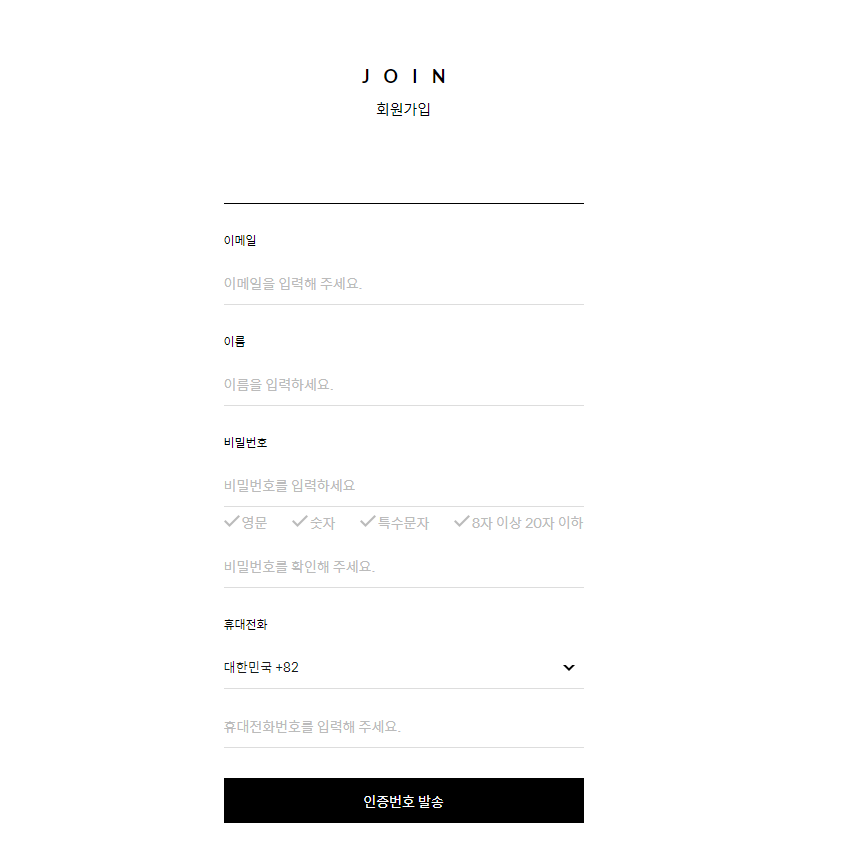 JOIN
회원가입
이메일
이메일을 입력해 주세요.
이름
이름을 입력하세요.
비밀번호
비밀번호를 입력하세요
영문 숫자 특수문자 8자 이상 20자 이하
비밀번호를 확인해 주세요.
휴대전화
대한민국 +82
휴대전화번호를 입력해 주세요.
인증번호 발송